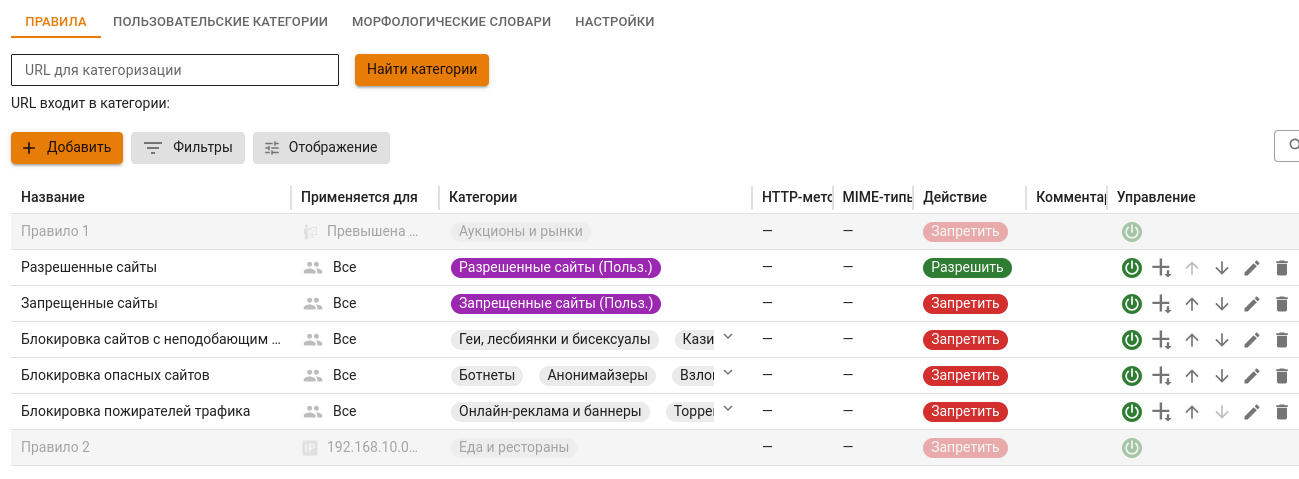 ПРАВИЛА ПОЛЬЗОВАТЕЛЬСКИЕ КАТЕГОРИИ МОРФОЛОГИЧЕСКИЕ СЛОВАРИ НАСТРОЙКИ
URL для категоризации Найти категории
URL входит в категории:
Добавить Фильтры Отображение
Название Применяется для Категории HTTP-метс MIME-типь Действие Коммента Управление
Правило 1 Превышена ... Аукционы и рынки — — Запретить
Разрешенные сайты Все Разрешенные сайты (Польз.) — — Разрешить
Запрещенные сайты Все Запрещенные сайты (Польз.) — — Запретить
Блокировка сайтов с неподобающим ... Все Геи, лесбиянки и бисексуалы Кази — — Запретить
Блокировка опасных сайтов Все Ботнеты Анонимайзеры Взло — — Запретить
Блокировка пожирателей трафика Все Онлайн-реклама и баннеры Торре — — Запретить
Правило 2 IP 192.168.10.0... Еда и рестораны — — Запретить